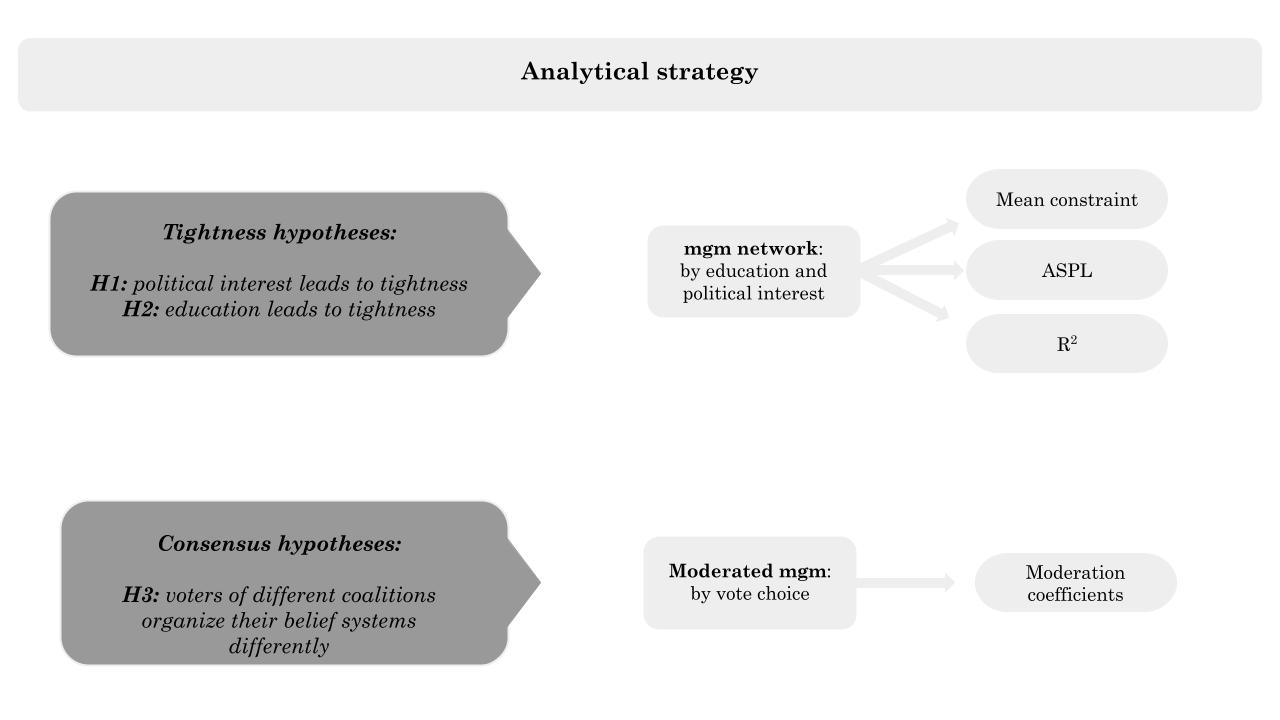 Analytical strategy
Tightness hypotheses:
H1: political interest leads to tightness
H2: education leads to tightness
mgm network:
by education and
political interest
Mean constraint
ASPL
R²
Consensus hypotheses:
H3: voters of different coalitions
organize their belief systems
differently
Moderated mgm:
by vote choice
Moderation
coefficients